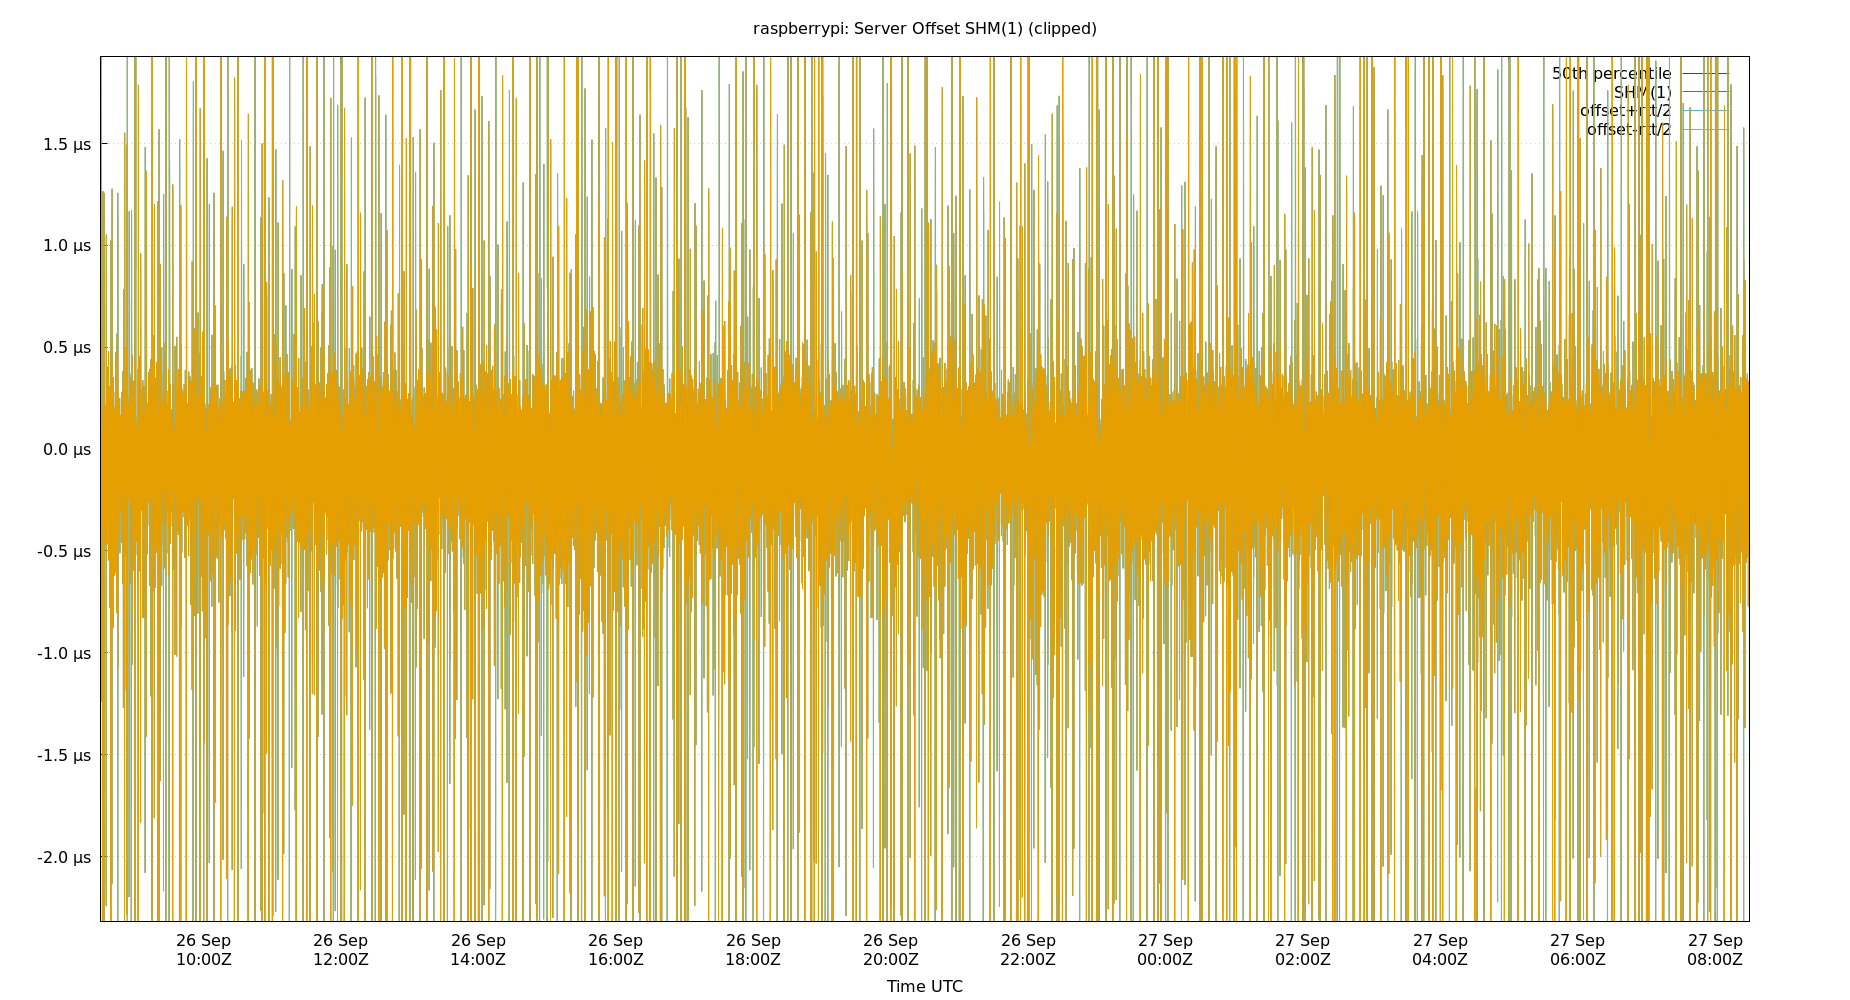 raspberrypi: Server Offset SHM(1) (clipped)
50th percentile
SHM(1)
offset+rtt/2
offset-rtt/2
1.5 µs
1.0 µs
0.5 µs
0.0 µs
-0.5 µs
-1.0 µs
-1.5 µs
-2.0 µs
26 Sep 26 Sep 26 Sep 26 Sep 26 Sep 26 Sep 26 Sep 27 Sep 27 Sep 27 Sep 27 Sep 27 Sep
10:00Z 12:00Z 14:00Z 16:00Z 18:00Z 20:00Z 22:00Z 00:00Z 02:00Z 04:00Z 06:00Z 08:00Z
Time UTC